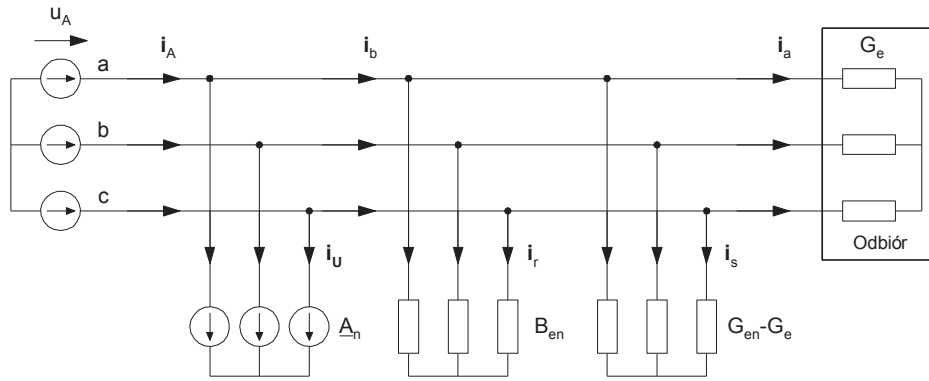 u_A
a i_A i_b i_a G_e
b
c
Odbiór
i_U i_r i_s
A_n B_en G_en-G_e